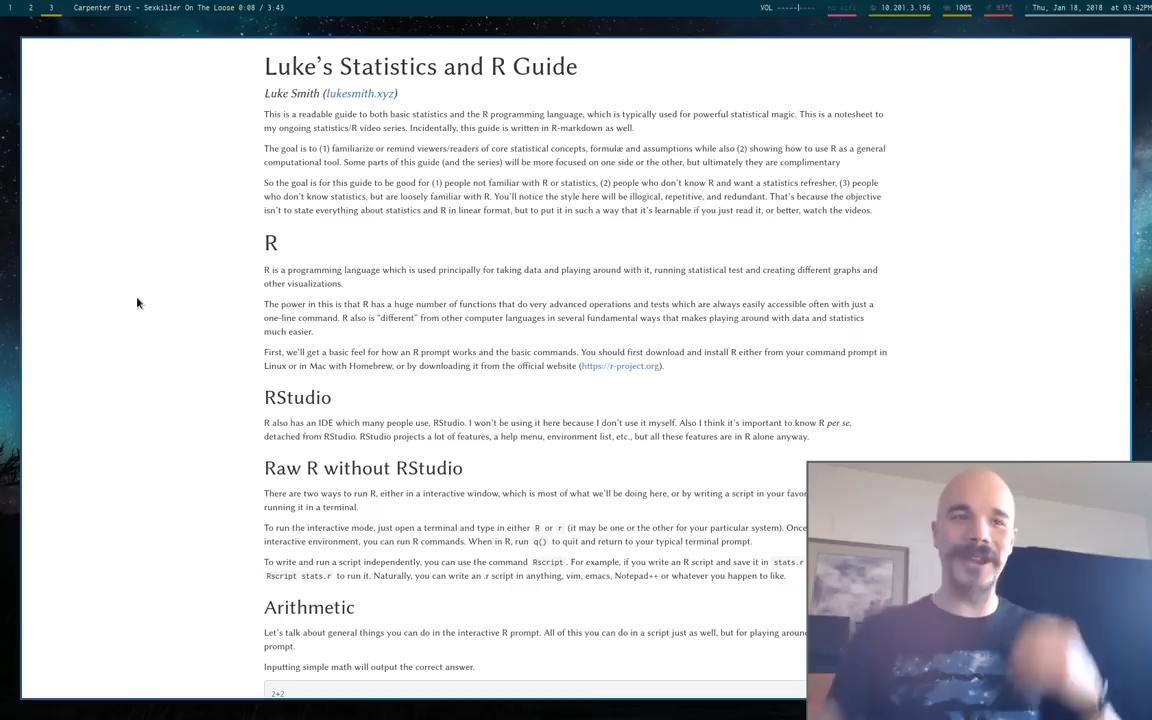 1 2 3 Carpenter Brut - Sexkiller On The Loose 0:08 / 3:43 VOL -----|---- no wifi 10.201.3.196 100% 93°C Thu, Jan 18, 2018 at 03:42PM
Luke's Statistics and R Guide
Luke Smith (lukesmith.xyz)
This is a readable guide to both basic statistics and the R programming language, which is typically used for powerful statistical magic. This is a notesheet to
my ongoing statistics/R video series. Incidentally, this guide is written in R-markdown as well.
The goal is to (1) familiarize or remind viewers/readers of core statistical concepts, formulæ and assumptions while also (2) showing how to use R as a general
computational tool. Some parts of this guide (and the series) will be more focused on one side or the other, but ultimately they are complimentary
So the goal is for this guide to be good for (1) people not familiar with R or statistics, (2) people who don't know R and want a statistics refresher, (3) people
who don't know statistics, but are loosely familiar with R. You'll notice the style here will be illogical, repetitive, and redundant. That's because the objective
isn't to state everything about statistics and R in linear format, but to put it in such a way that it's learnable if you just read it, or better, watch the videos.
R
R is a programming language which is used principally for taking data and playing around with it, running statistical test and creating different graphs and
other visualizations.
The power in this is that R has a huge number of functions that do very advanced operations and tests which are always easily accessible often with just a
one-line command. R also is "different" from other computer languages in several fundamental ways that makes playing around with data and statistics
much easier.
First, we'll get a basic feel for how an R prompt works and the basic commands. You should first download and install R either from your command prompt in
Linux or in Mac with Homebrew, or by downloading it from the official website (https://r-project.org).
RStudio
R also has an IDE which many people use, RStudio. I won't be using it here because I don't use it myself. Also I think it's important to know R per se,
detached from RStudio. RStudio projects a lot of features, a help menu, environment list, etc., but all these features are in R alone anyway.
Raw R without RStudio
There are two ways to run R, either in a interactive window, which is most of what we'll be doing here, or by writing a script in your favor
running it in a terminal.
To run the interactive mode, just open a terminal and type in either R or r (it may be one or the other for your particular system). Once
interactive environment, you can run R commands. When in R, run q() to quit and return to your typical terminal prompt.
To write and run a script independently, you can use the command Rscript. For example, if you write an R script and save it in stats.r
Rscript stats.r to run it. Naturally, you can write an .r script in anything, vim, emacs, Notepad++ or whatever you happen to like.
Arithmetic
Let's talk about general things you can do in the interactive R prompt. All of this you can do in a script just as well, but for playing aroun
prompt.
Inputting simple math will output the correct answer.
2+2